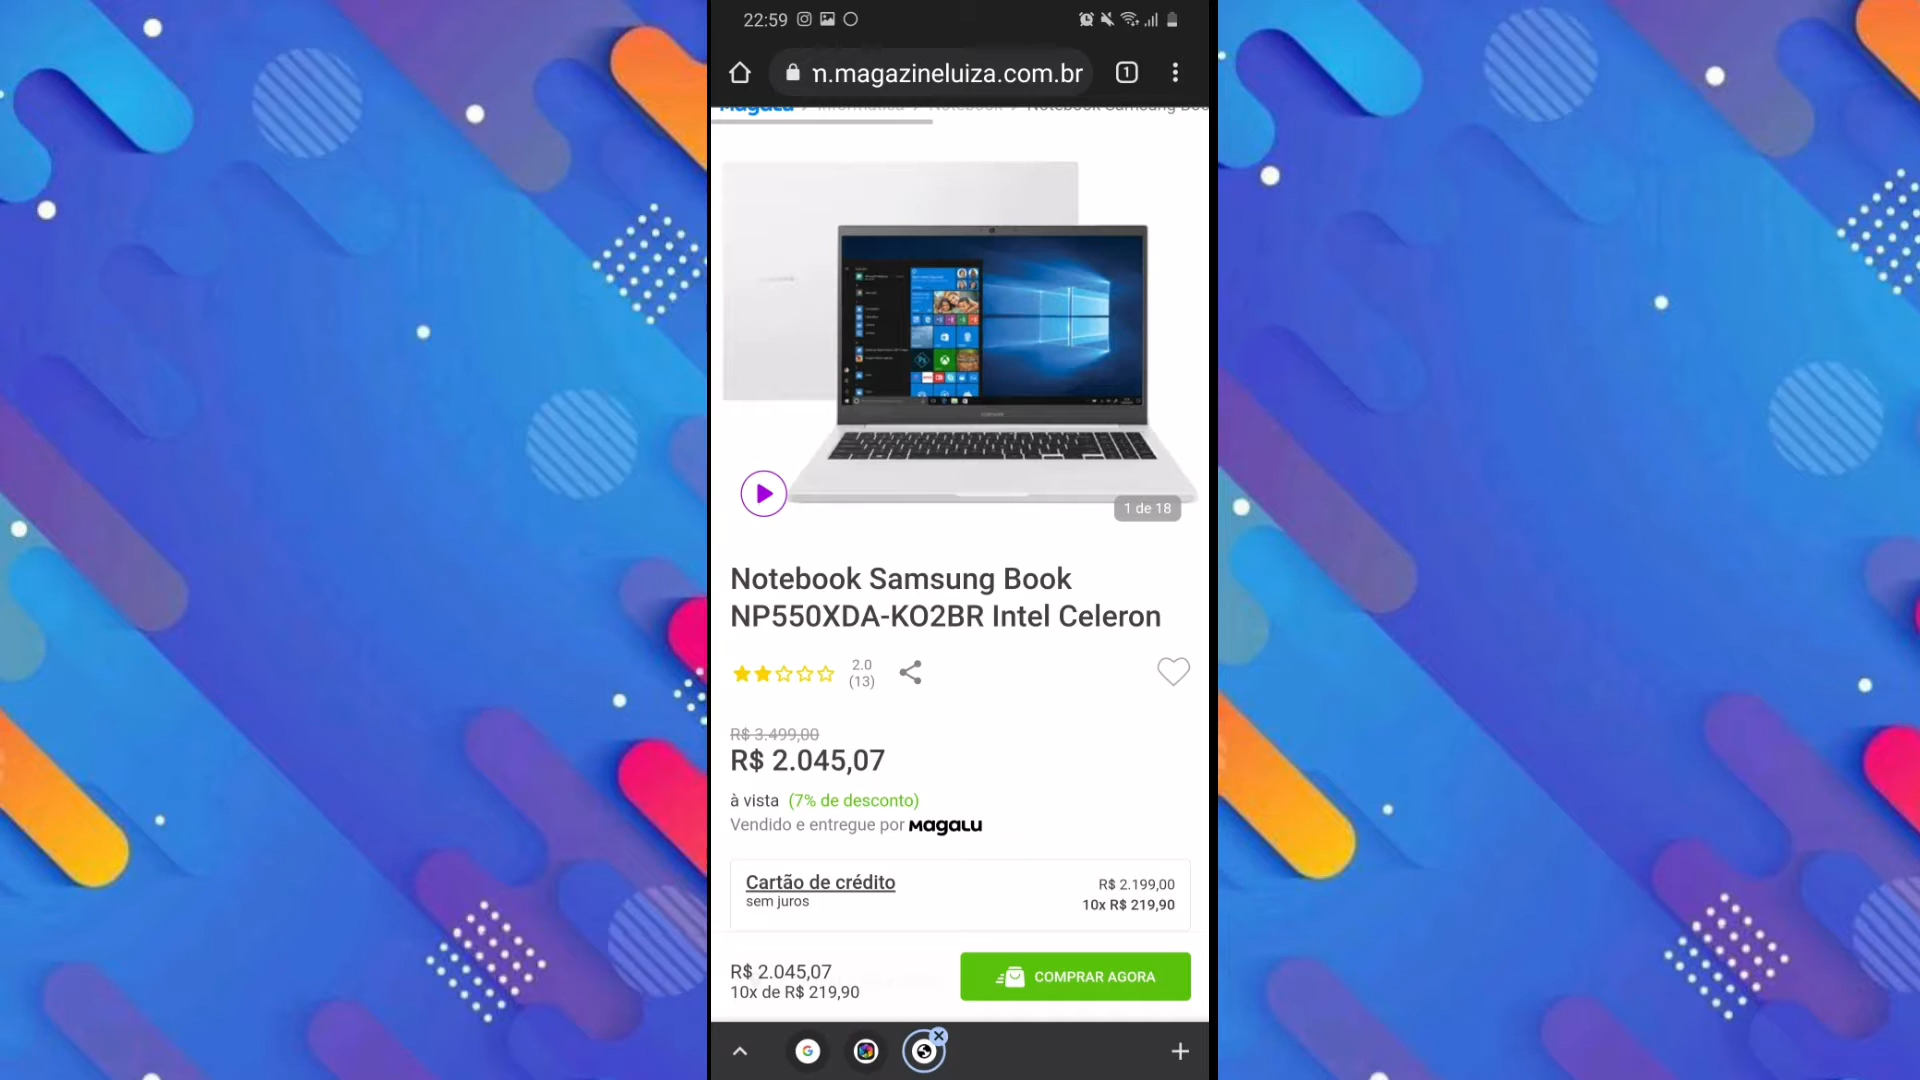 22:59
n.magazineluiza.com.br
1
1 de 18
Notebook Samsung Book
NP550XDA-KO2BR Intel Celeron
2.0
(13)
R$ 3.499,00
R$ 2.045,07
à vista (7% de desconto)
Vendido e entregue por Magalu
Cartão de crédito
R$ 2.199,00
sem juros
10x R$ 219,90
R$ 2.045,07
10x de R$ 219,90
COMPRAR AGORA